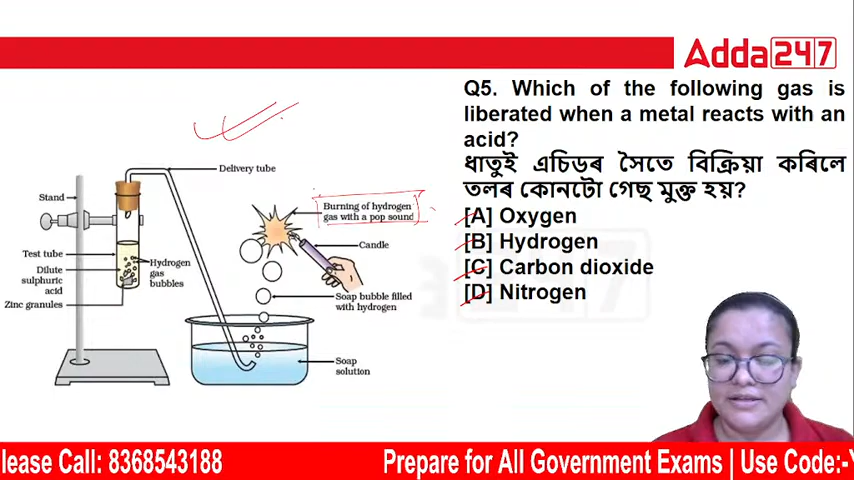 Adda247
Q5. Which of the following gas is
liberated when a metal reacts with an
acid?
ধাতুই এচিডৰ সৈতে বিক্ৰিয়া কৰিলে
তলৰ কোনটো গেছ মুক্ত হয়?
[A] Oxygen
[B] Hydrogen
[C] Carbon dioxide
[D] Nitrogen
Delivery tube
Stand
Burning of hydrogen
gas with a pop sound
Candle
Test tube
Dilute
sulphuric
acid
Zinc granules
Hydrogen
gas
bubbles
Soap bubble filled
with hydrogen
Soap
solution
lease Call: 8368543188
Prepare for All Government Exams | Use Code:-Y